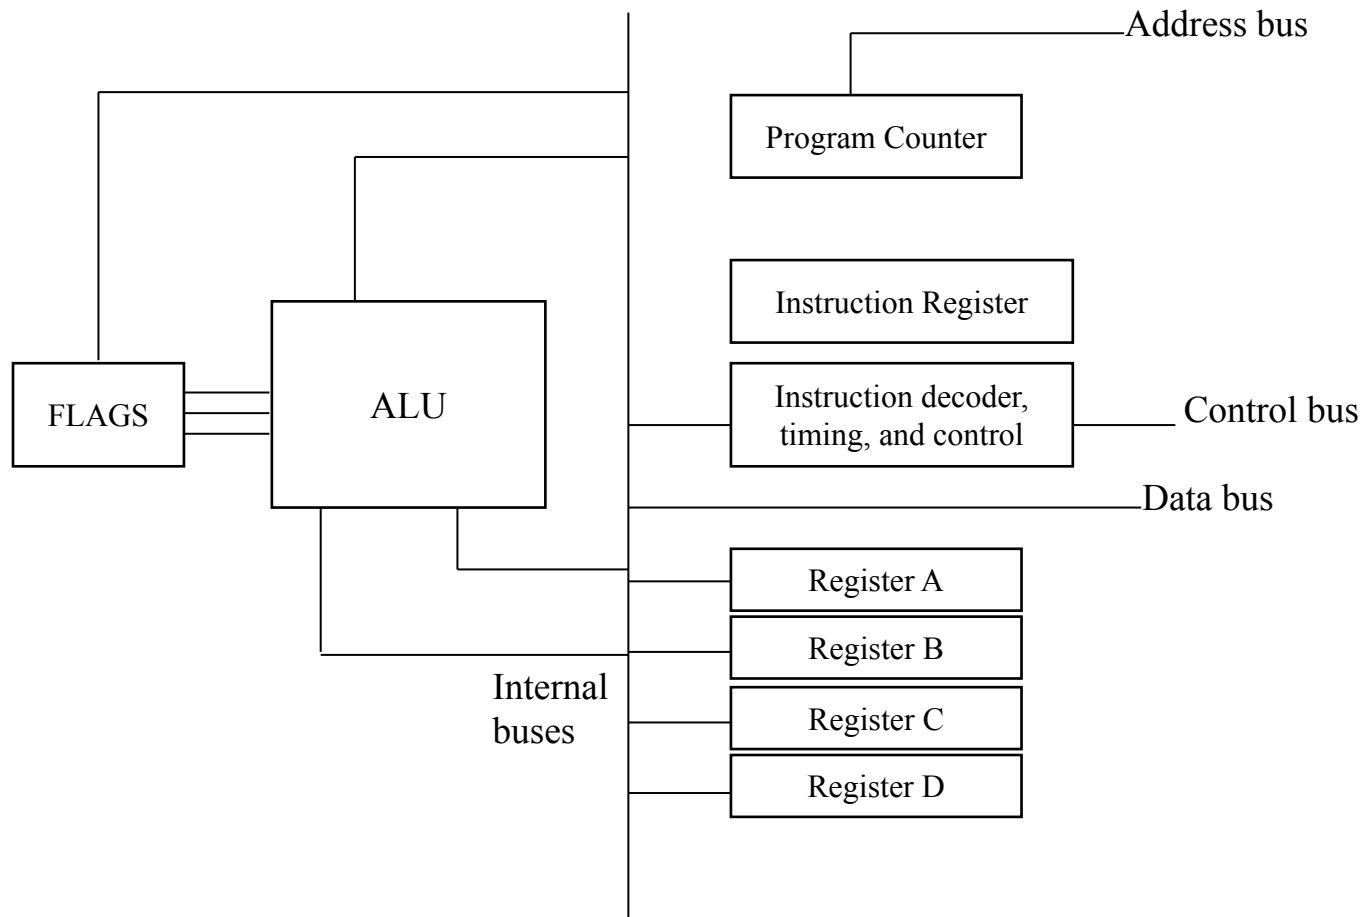 Address bus
Program Counter
Instruction Register
FLAGS
ALU
Instruction decoder,
timing, and control
Control bus
Data bus
Register A
Register B
Internal
buses
Register C
Register D